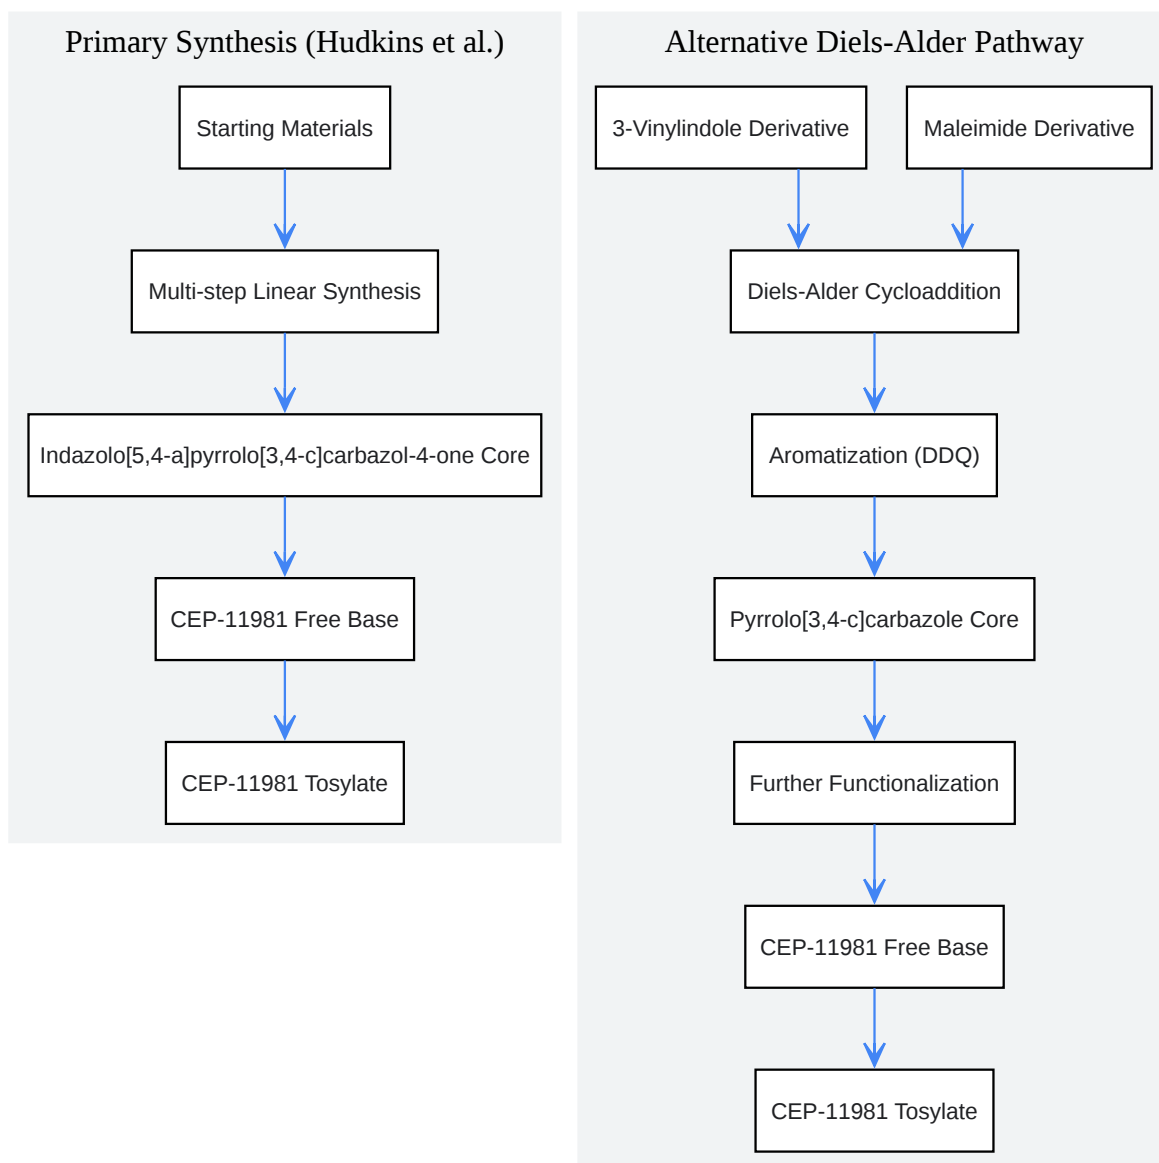 Primary Synthesis (Hudkins et al.)
Starting Materials
Multi-step Linear Synthesis
Indazolo[5,4-a]pyrrolo[3,4-c]carbazol-4-one Core
CEP-11981 Free Base
CEP-11981 Tosylate
Alternative Diels-Alder Pathway
3-Vinylindole Derivative
Maleimide Derivative
Diels-Alder Cycloaddition
Aromatization (DDQ)
Pyrrolo[3,4-c]carbazole Core
Further Functionalization
CEP-11981 Free Base
CEP-11981 Tosylate